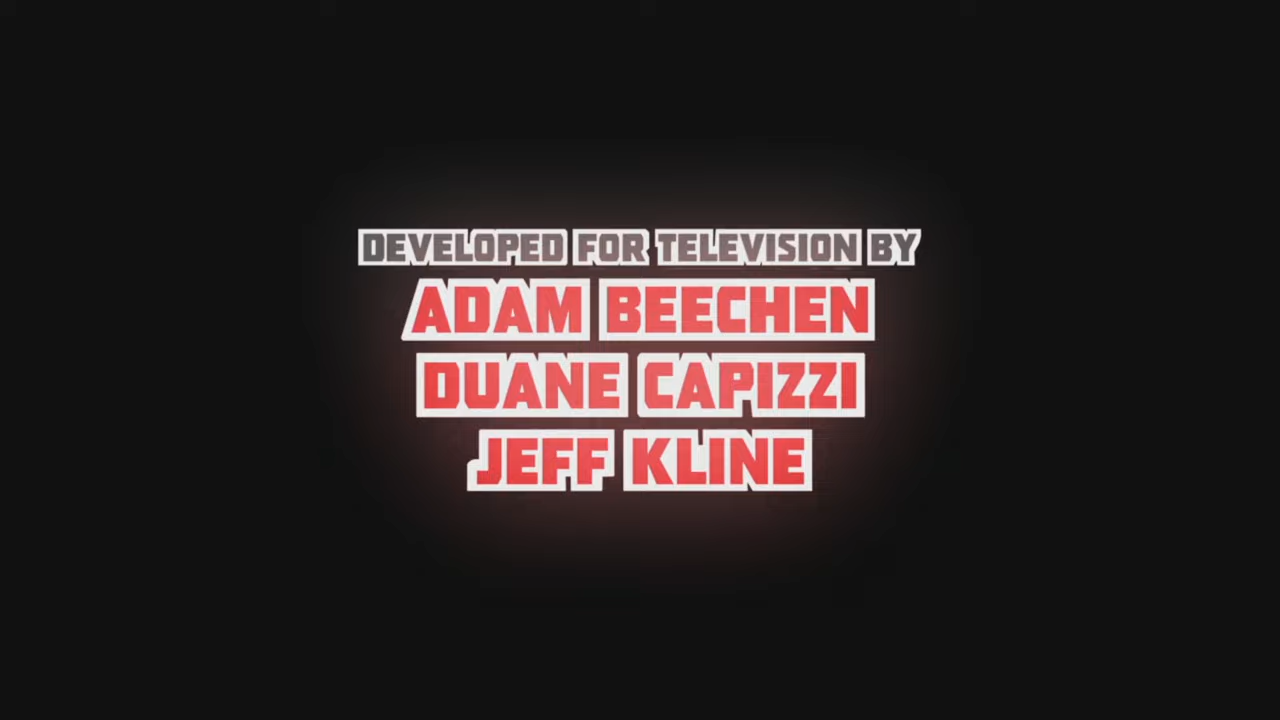 DEVELOPED FOR TELEVISION BY
ADAM BEECHEN
DUANE CAPIZZI
JEFF KLINE